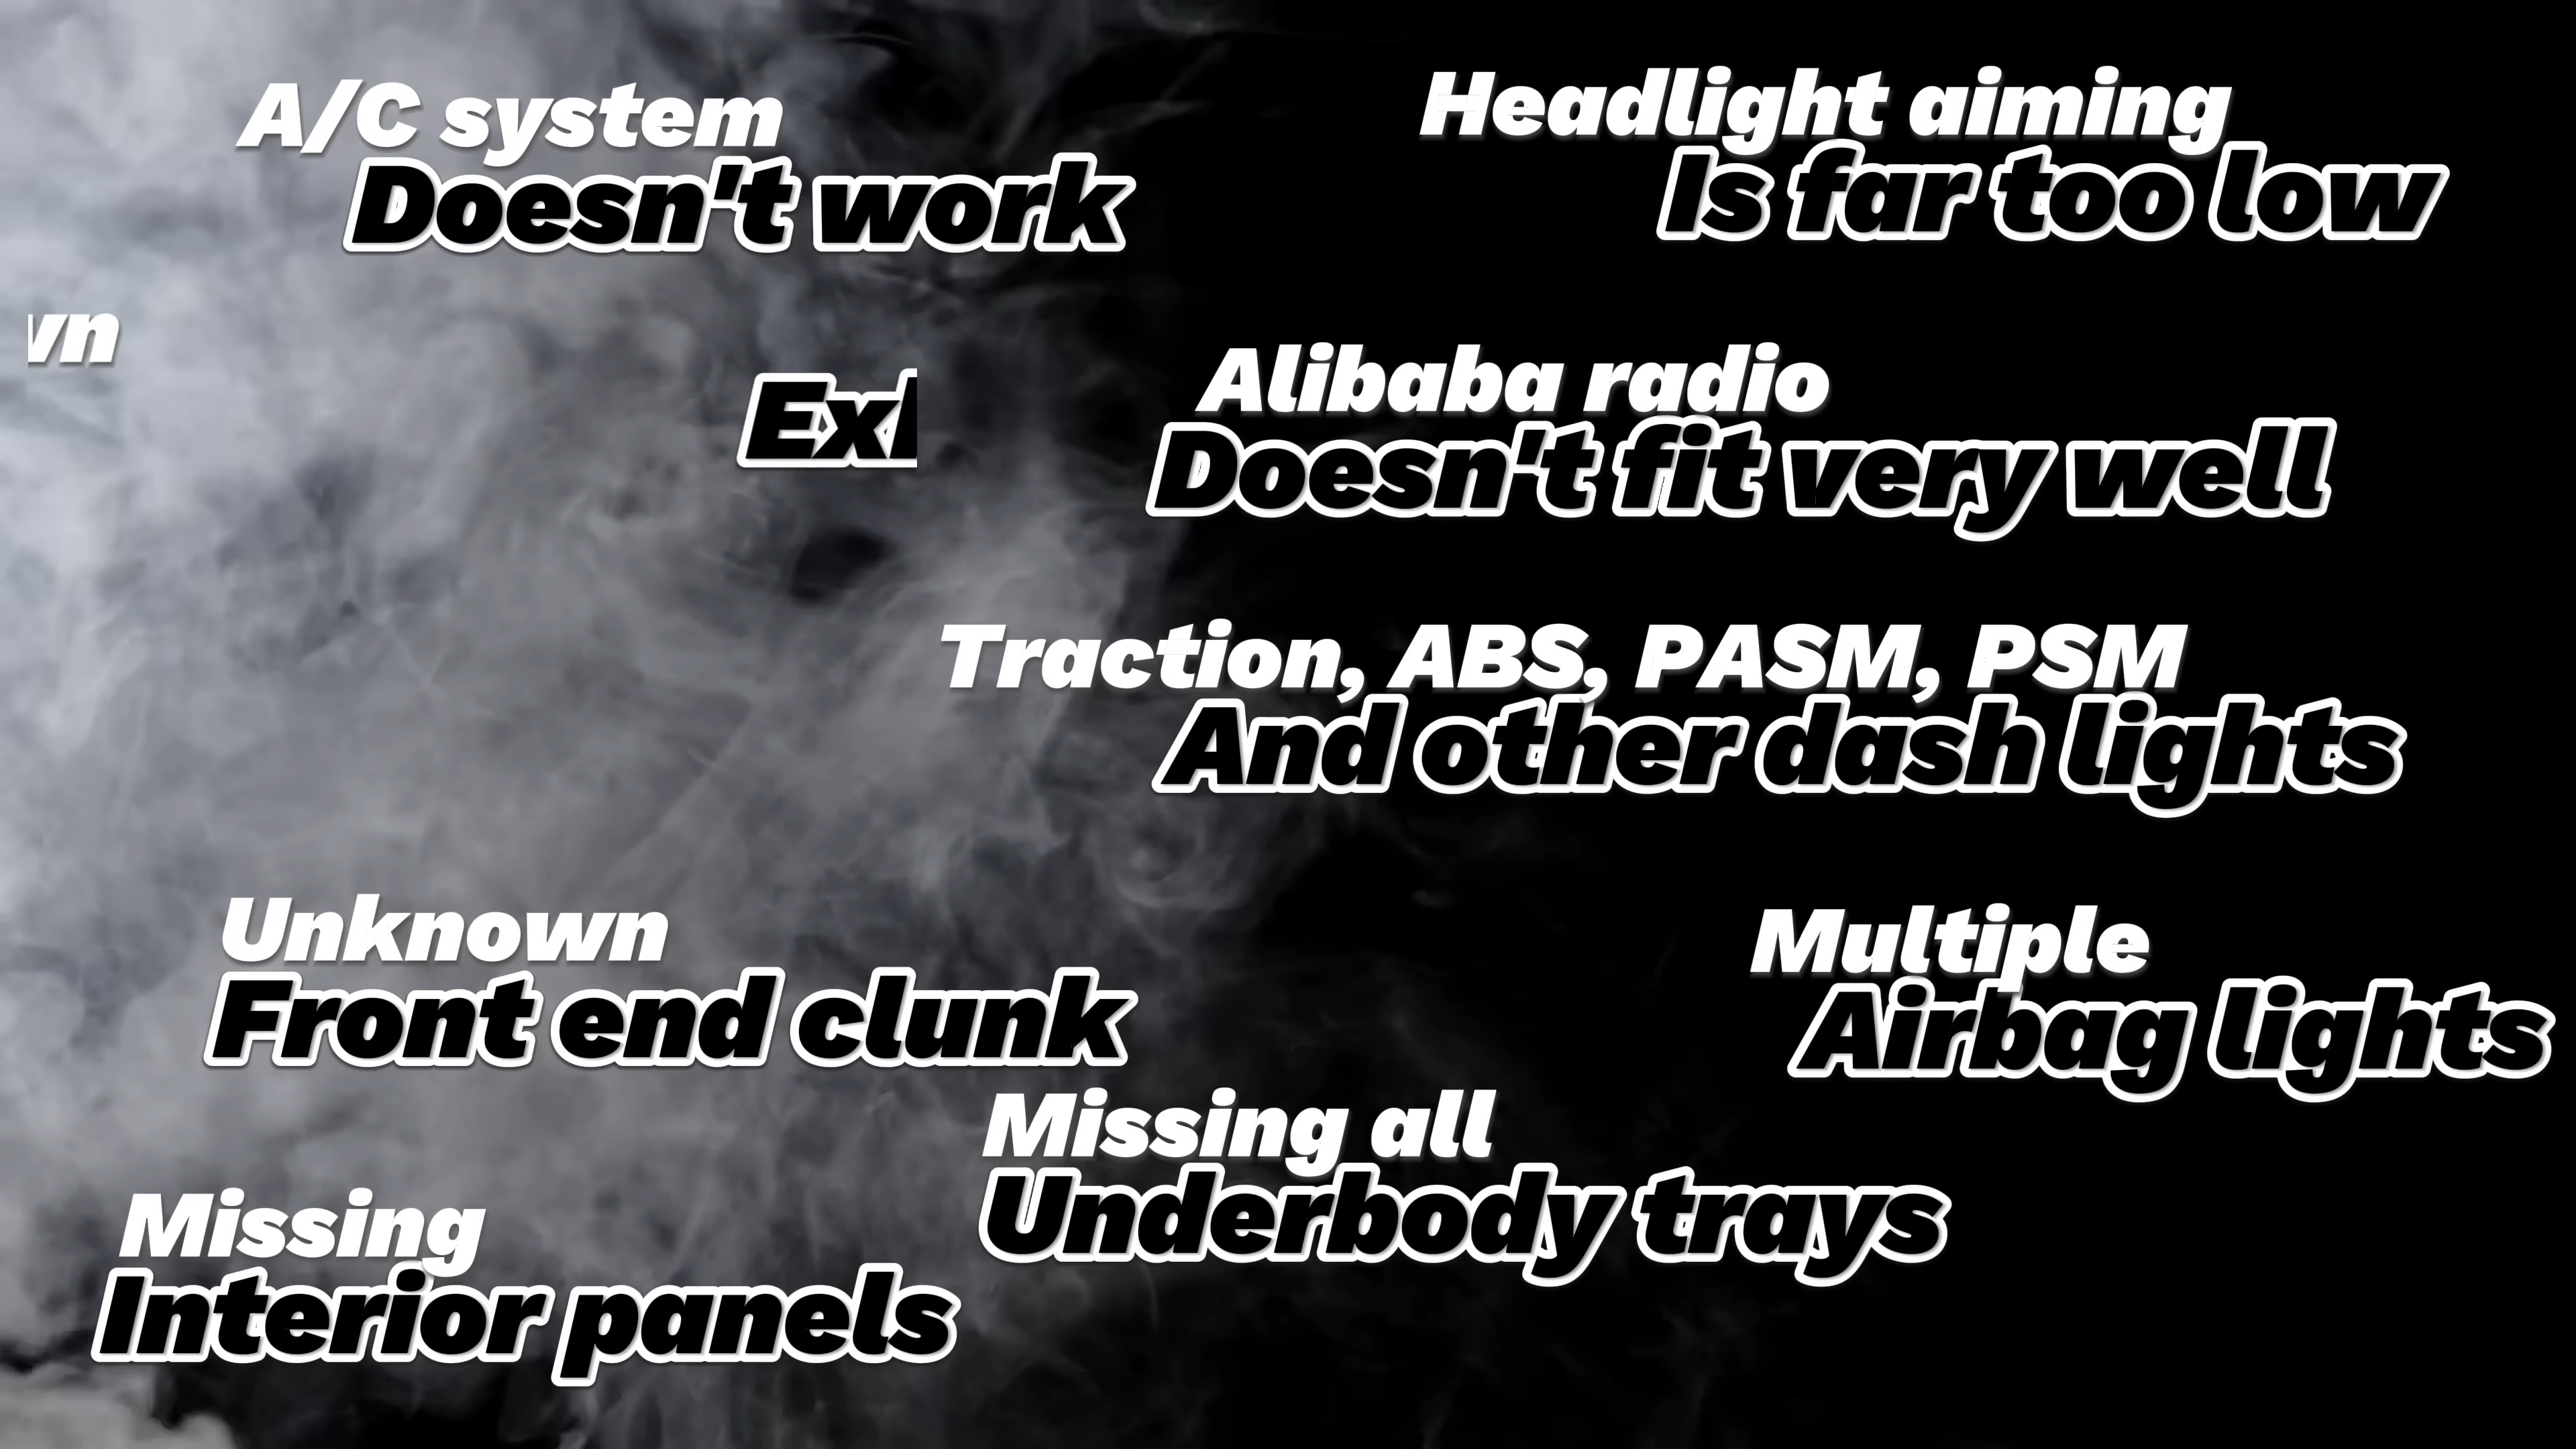 A/C system
Doesn't work
Headlight aiming
Is far too low
Alibaba radio
Doesn't fit very well
Traction, ABS, PASM, PSM
And other dash lights
Unknown
Front end clunk
Multiple
Airbag lights
Missing all
Underbody trays
Missing
Interior panels